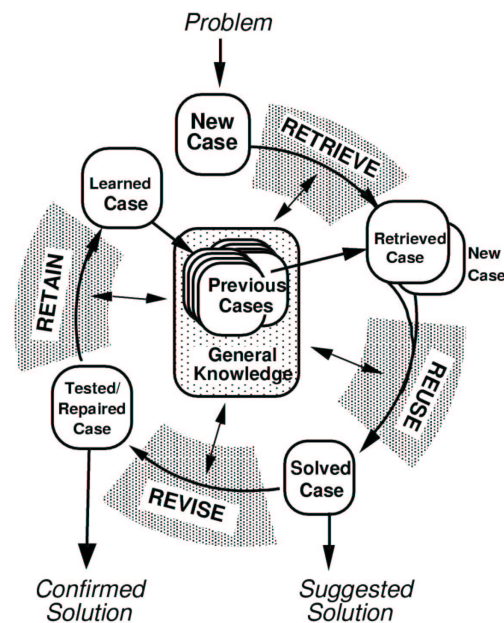 Problem
New
Case
RETRIEVE
Learned
Case
Retrieved
Case
New
Case
Previous
Cases
General
Knowledge
RETAIN
REUSE
Tested/
Repaired
Case
REVISE
Solved
Case
Confirmed
Solution
Suggested
Solution